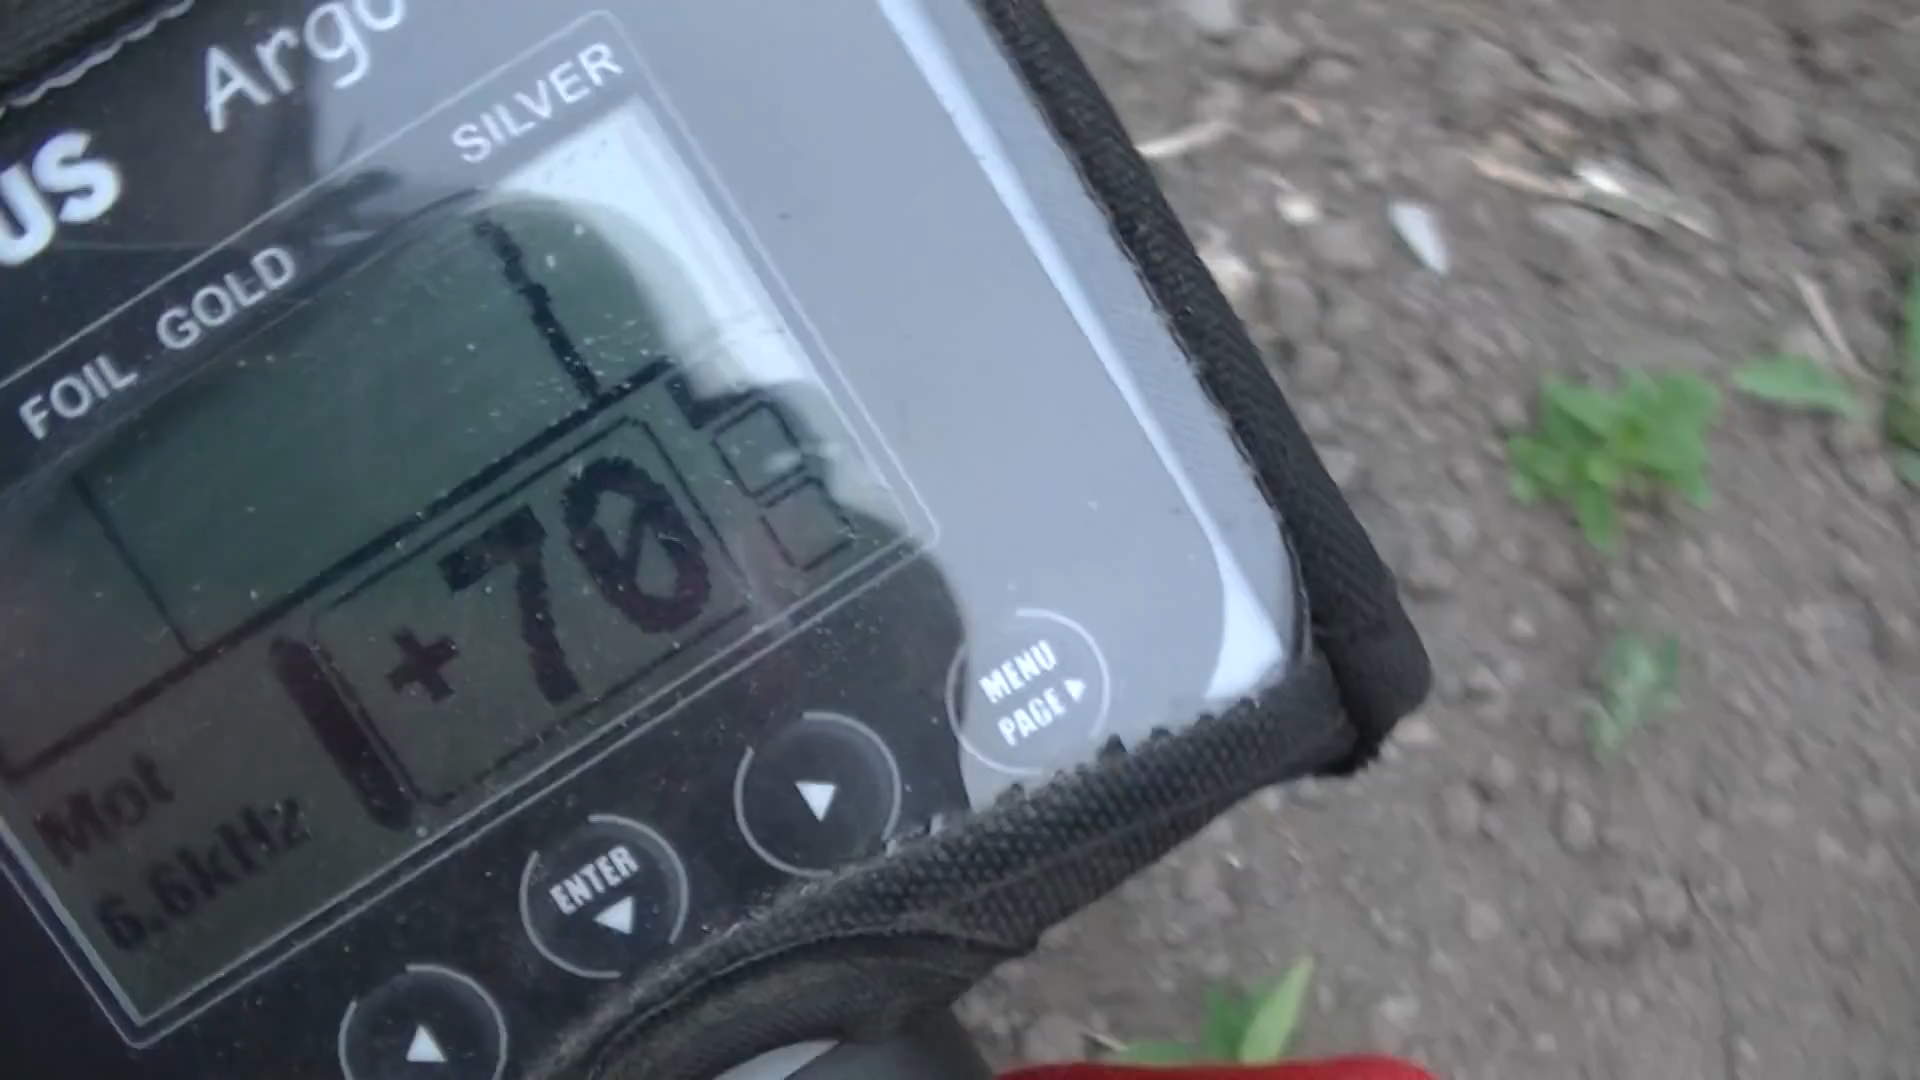 US Argo
FOIL GOLD SILVER
+70
Mot
6.6kHz
MENU
PAGE
ENTER